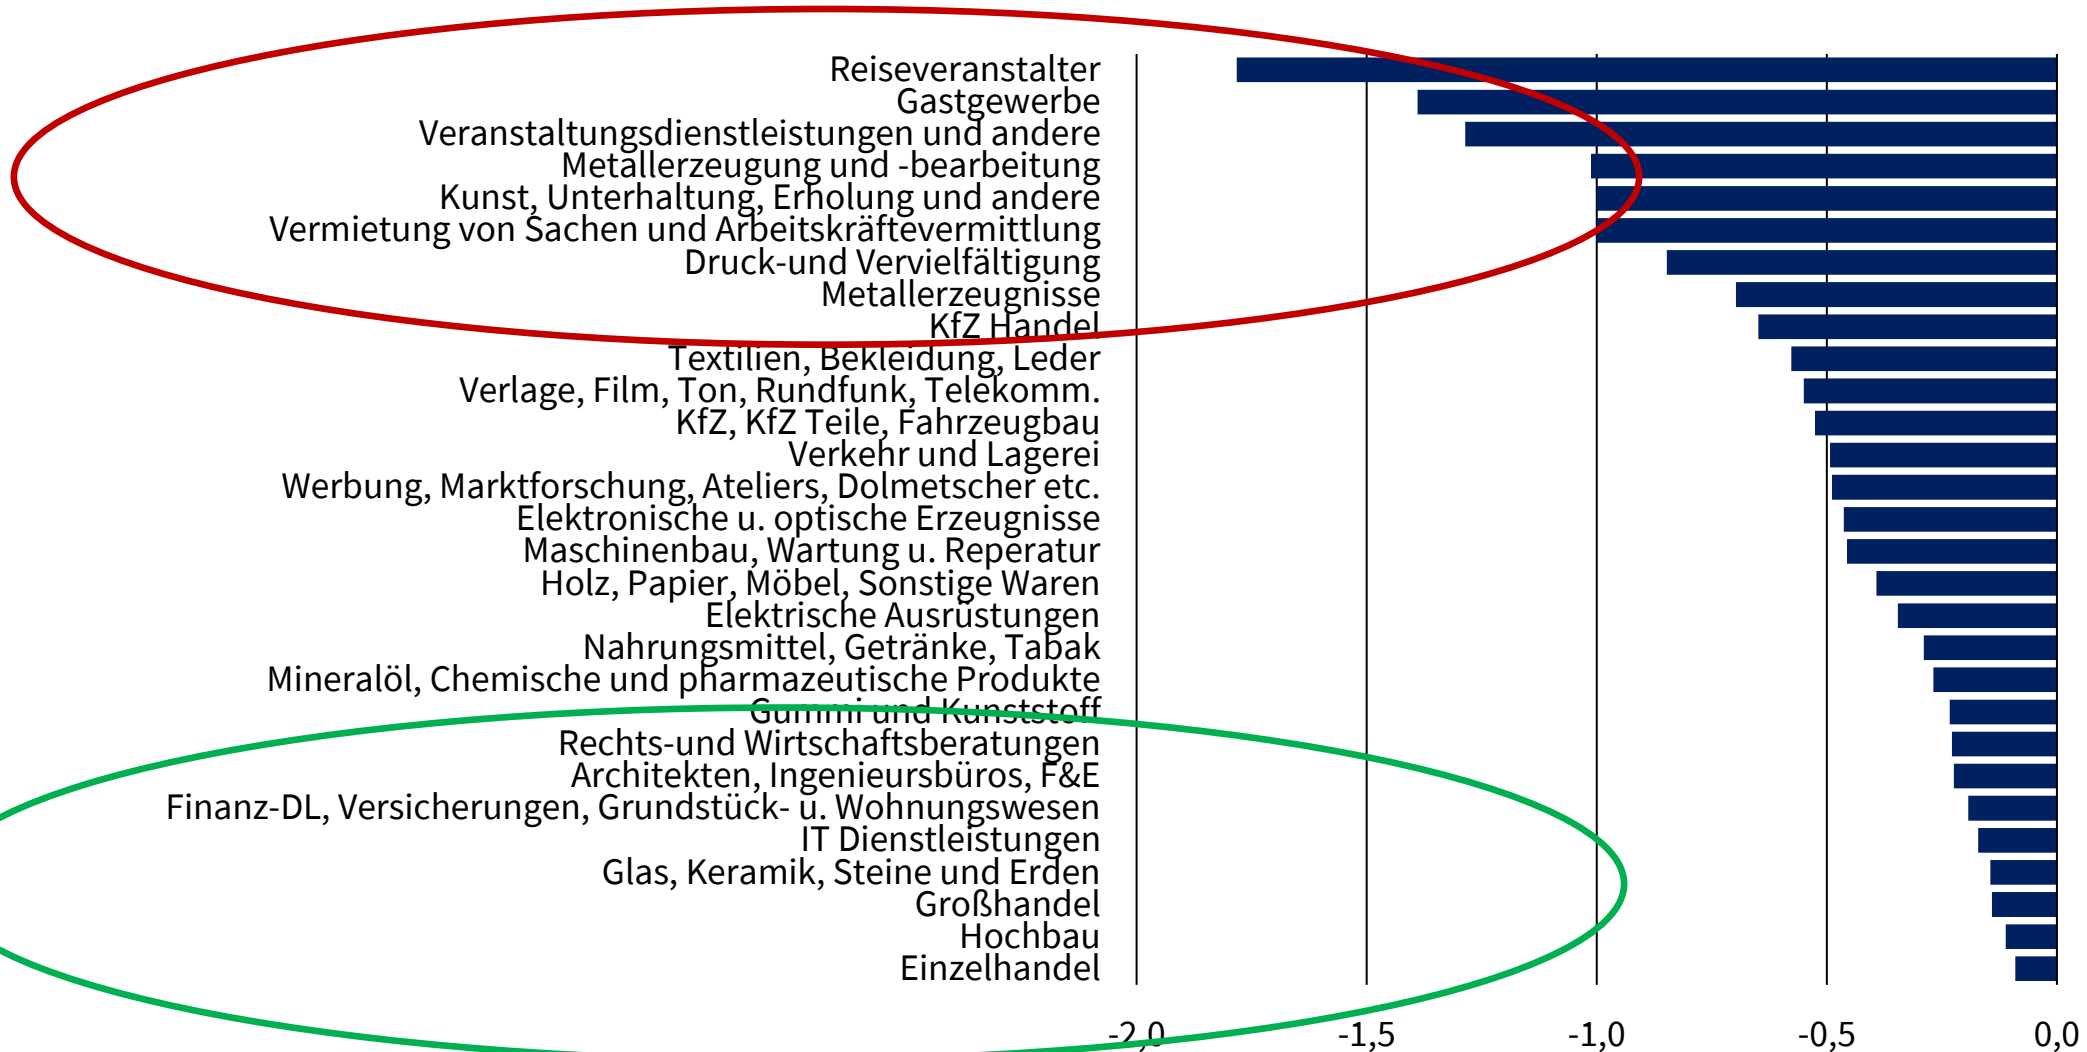 Reiseveranstalter
Gastgewerbe
Veranstaltungsdienstleistungen und andere
Metallerzeugung und -bearbeitung
Kunst, Unterhaltung, Erholung und andere
Vermietung von Sachen und Arbeitskräftevermittlung
Druck-und Vervielfältigung
Metallerzeugnisse
KfZ Handel
Textilien, Bekleidung, Leder
Verlage, Film, Ton, Rundfunk, Telekomm.
KfZ, KfZ Teile, Fahrzeugbau
Verkehr und Lagerei
Werbung, Marktforschung, Ateliers, Dolmetscher etc.
Elektronische u. optische Erzeugnisse
Maschinenbau, Wartung u. Reperatur
Holz, Papier, Möbel, Sonstige Waren
Elektrische Ausrüstungen
Nahrungsmittel, Getränke, Tabak
Mineralöl, Chemische und pharmazeutische Produkte
Gummi und Kunststoff
Rechts-und Wirtschaftsberatungen
Architekten, Ingenieursbüros, F&E
Finanz-DL, Versicherungen, Grundstück- u. Wohnungswesen
IT Dienstleistungen
Glas, Keramik, Steine und Erden
Großhandel
Hochbau
Einzelhandel
-2,0 -1,5 -1,0 -0,5 0,0